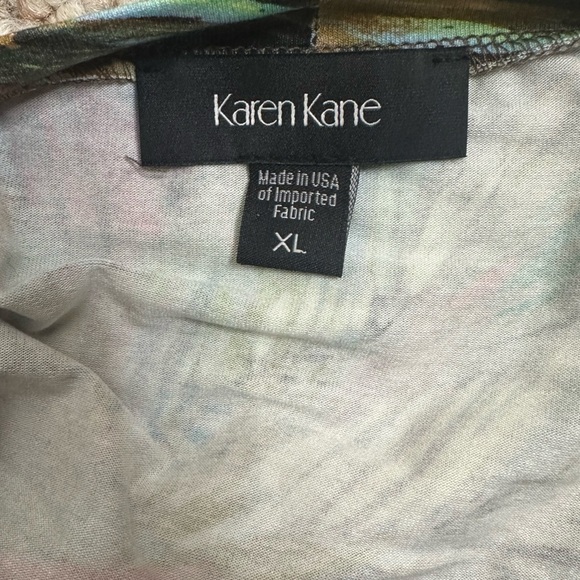 Karen Kane
Made in USA
of Imported
Fabric
XL